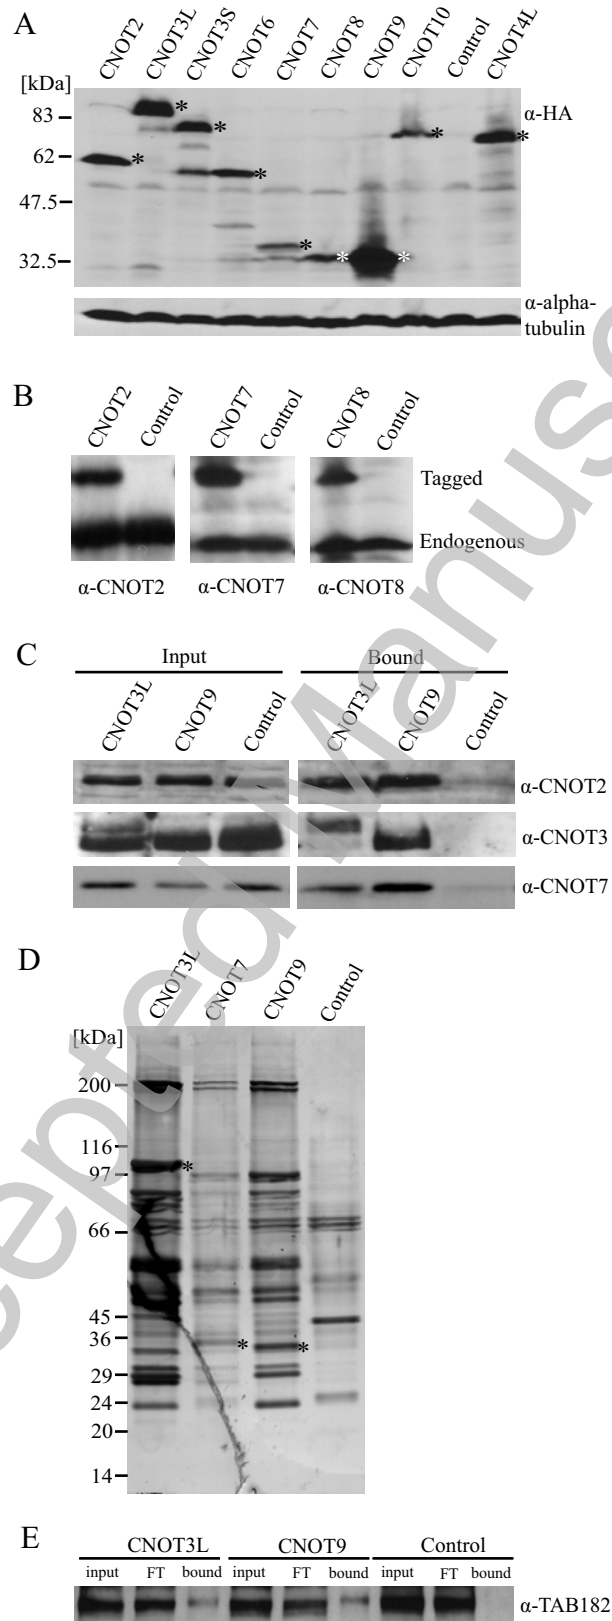 A
CNOT2 CNOT3L CNOT3S CNOT6 CNOT7 CNOT8 CNOT9 CNOT10 Control CNOT4L
[kDa]
83
62
47.5
32.5
* * * * * * * * *
α-HA
α-alpha-
tubulin
B
CNOT2 Control CNOT7 Control CNOT8 Control
Tagged
Endogenous
α-CNOT2 α-CNOT7 α-CNOT8
C
Input Bound
CNOT3L CNOT9 Control CNOT3L CNOT9 Control
α-CNOT2
α-CNOT3
α-CNOT7
D
CNOT3L CNOT7 CNOT9 Control
[kDa]
200
116
97 *
66
45
36 * *
29
24
20
14
E
CNOT3L CNOT9 Control
input FT bound input FT bound input FT bound
α-TAB182
epted Manus